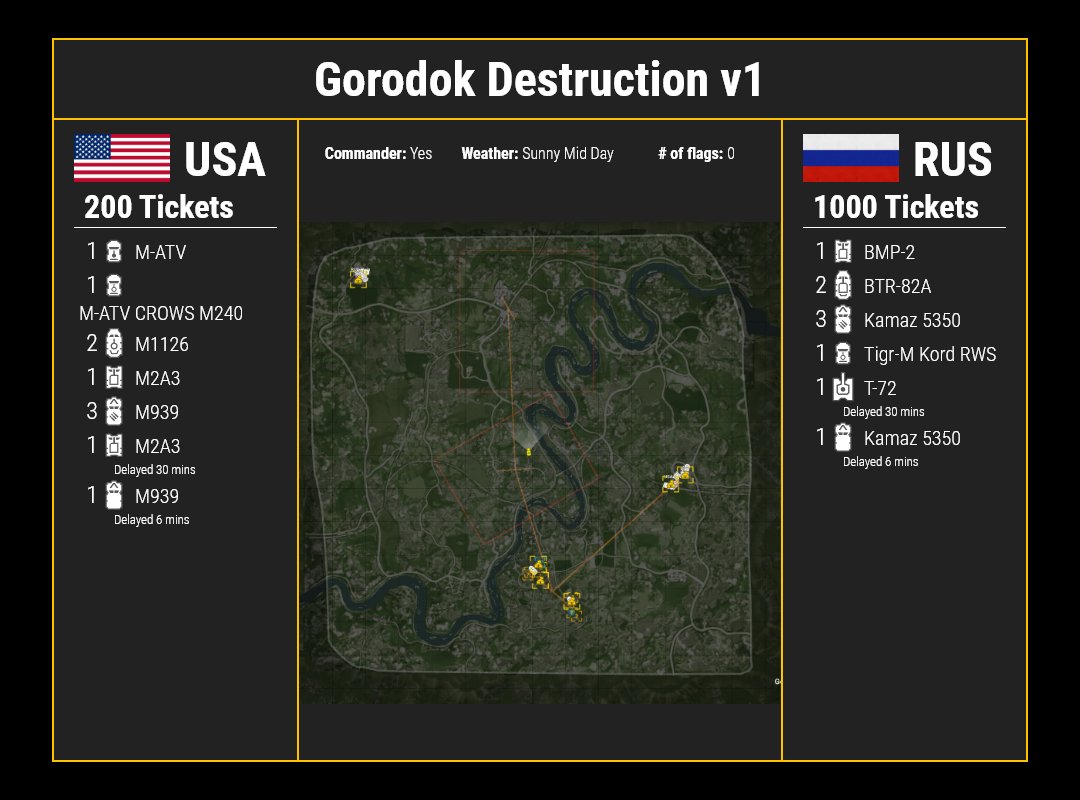 Gorodok Destruction v1
USA
200 Tickets
1 M-ATV
1
M-ATV CROWS M240
2 M1126
1 M2A3
3 M939
1 M2A3
Delayed 30 mins
1 M939
Delayed 6 mins
Commander: Yes Weather: Sunny Mid Day # of flags: 0
RUS
1000 Tickets
1 BMP-2
2 BTR-82A
3 Kamaz 5350
1 Tigr-M Kord RWS
1 T-72
Delayed 30 mins
1 Kamaz 5350
Delayed 6 mins